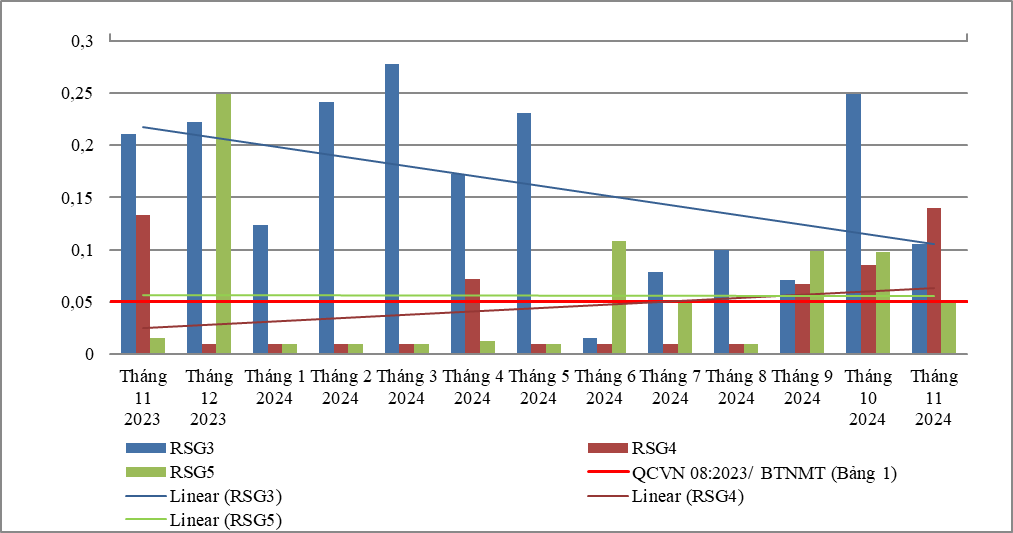 0,3
0,25
0,2
0,15
0,1
0,05
0
Tháng 11 2023
Tháng 12 2023
Tháng 1 2024
Tháng 2 2024
Tháng 3 2024
Tháng 4 2024
Tháng 5 2024
Tháng 6 2024
Tháng 7 2024
Tháng 8 2024
Tháng 9 2024
Tháng 10 2024
Tháng 11 2024
RSG3
RSG4
RSG5
QCVN 08:2023/ BTNMT (Bảng 1)
Linear (RSG3)
Linear (RSG4)
Linear (RSG5)